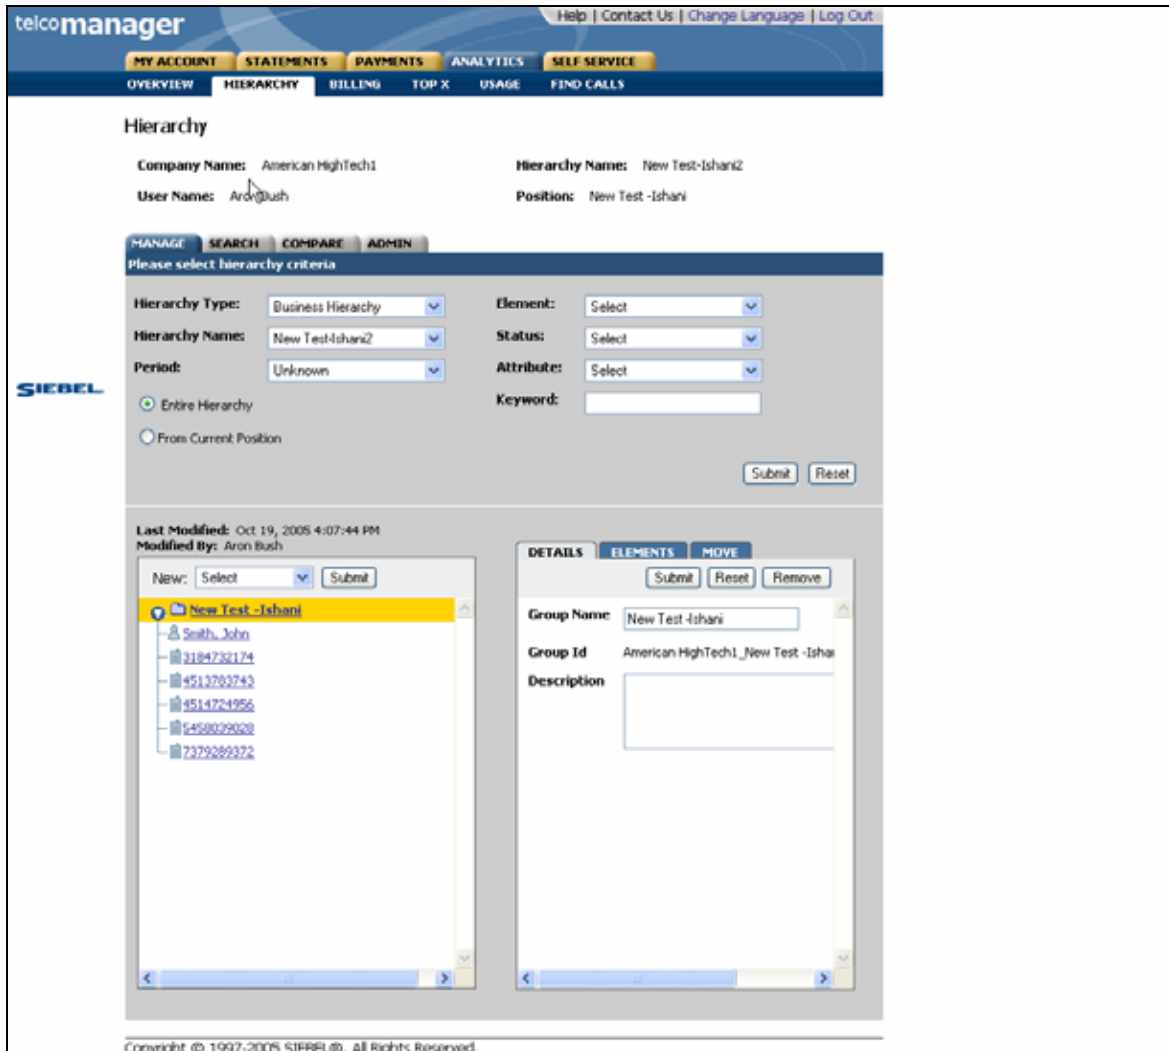 telcomanager
Help | Contact Us | Change Language | Log Out
MY ACCOUNT STATEMENTS PAYMENTS ANALYTICS SELF SERVICE
OVERVIEW HIERARCHY BILLING TOP X USAGE FIND CALLS
Hierarchy
Company Name: American HighTech1 Hierarchy Name: New Test-Ishani2
User Name: Aron Bush Position: New Test -Ishani
MANAGE SEARCH COMPARE ADMIN
Please select hierarchy criteria
Hierarchy Type: Business Hierarchy Element: Select
Hierarchy Name: New Test-Ishani2 Status: Select
Period: Unknown Attribute: Select
SIEBEL
Entire Hierarchy Keyword:
From Current Position
Submit Reset
Last Modified: Oct 19, 2005 4:07:44 PM
Modified By: Aron Bush
New: Select Submit
New Test -Ishani
Smith, John
3184732174
4513783743
4514724956
5458039028
7379289372
DETAILS ELEMENTS MOVE
Submit Reset Remove
Group Name New Test -Ishani
Group Id American HighTech1_New Test -Ishar
Description
Copyright © 1997-2005 SIEBEL®. All Rights Reserved.